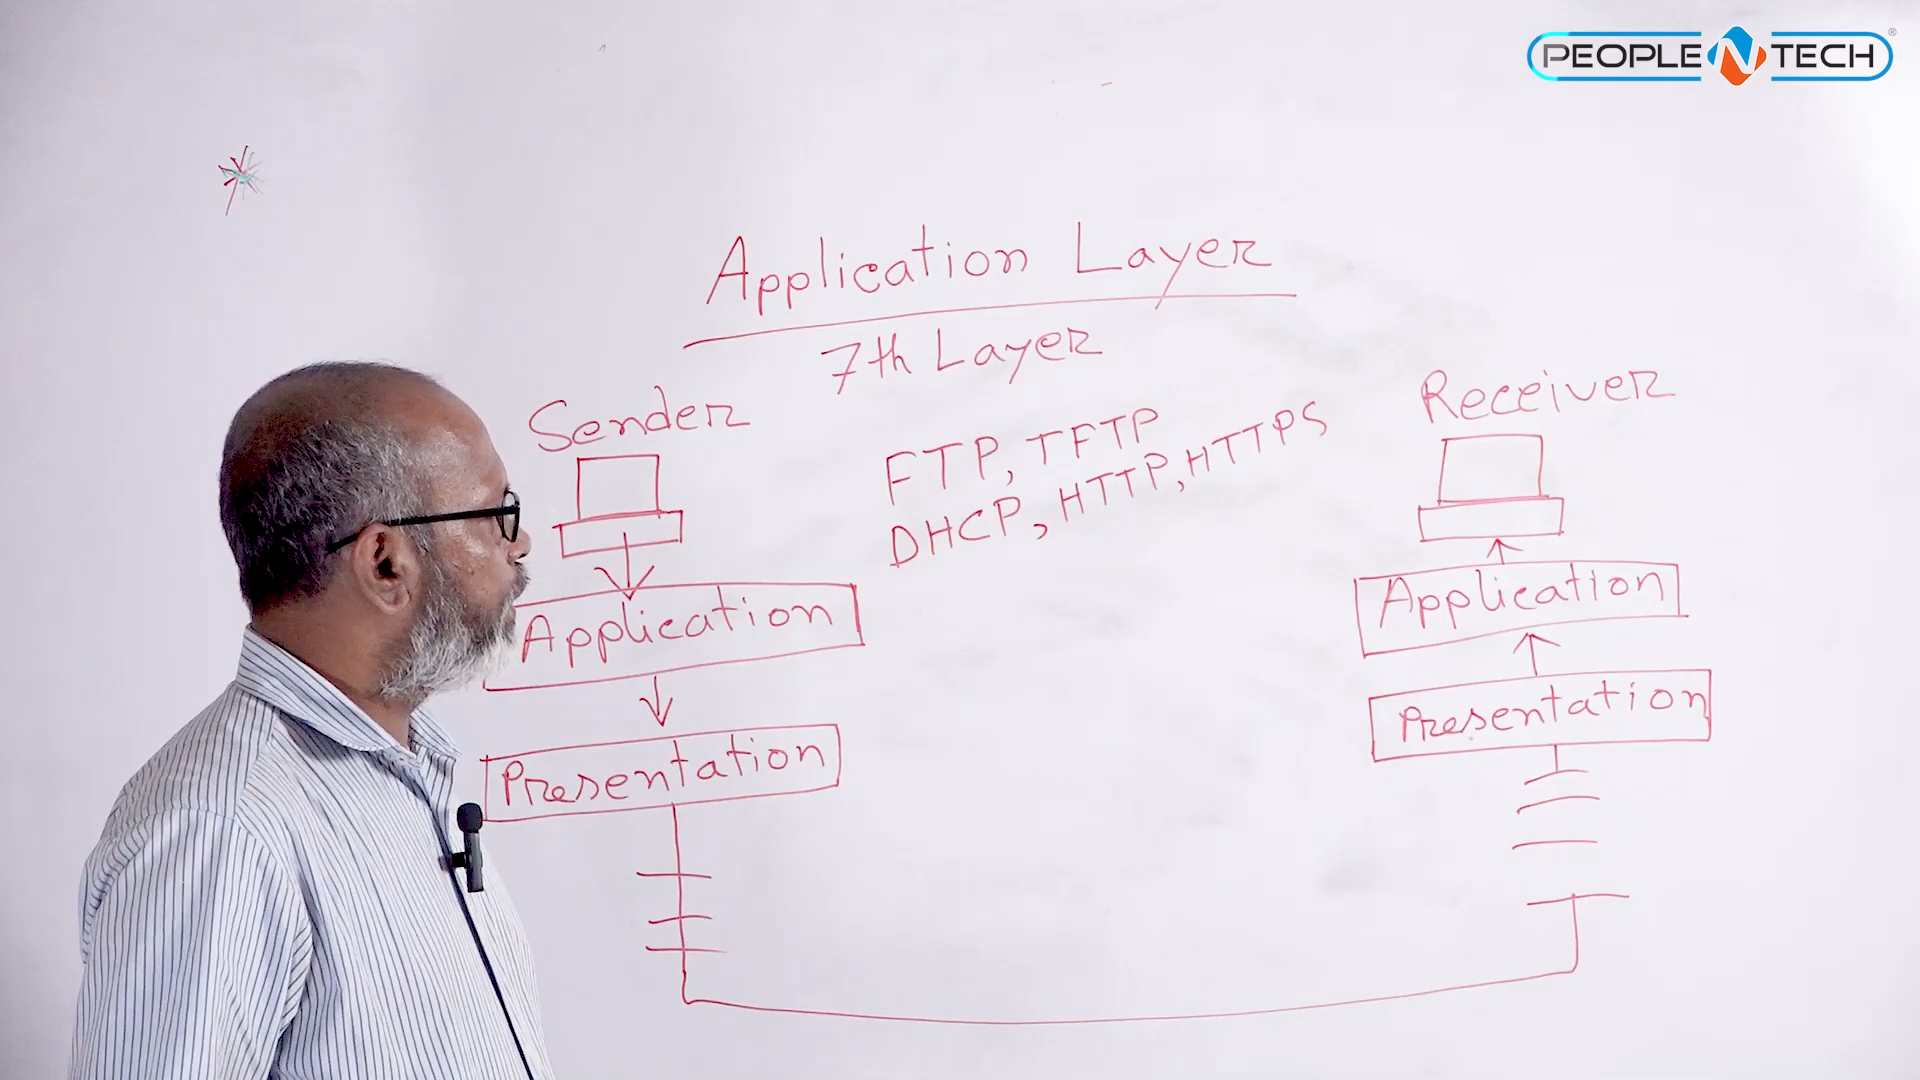 PEOPLE N TECH
Application Layer
7th Layer
Sender
Receiver
FTP, TFTP
DHCP, HTTP, HTTPS
Application
Application
Presentation
Presentation